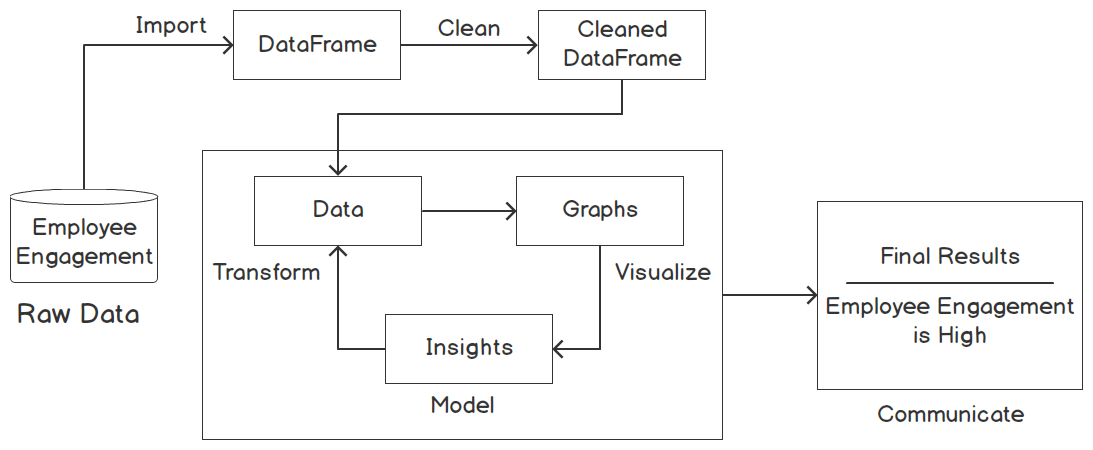 Import
DataFrame
Clean
Cleaned
DataFrame
Employee
Engagement
Raw Data
Data
Graphs
Transform
Visualize
Insights
Model
Final Results
Employee Engagement
is High
Communicate